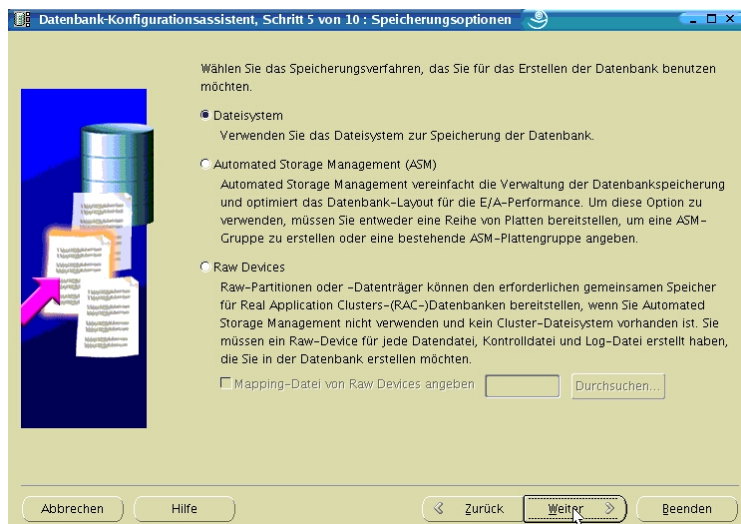 Datenbank-Konfigurationsassistent, Schritt 5 von 10 : Speicherungsoptionen
Wählen Sie das Speicherungsverfahren, das Sie für das Erstellen der Datenbank benutzen
möchten.
Dateisystem
Verwenden Sie das Dateisystem zur Speicherung der Datenbank.
Automated Storage Management (ASM)
Automated Storage Management vereinfacht die Verwaltung der Datenbankspeicherung
und optimiert das Datenbank-Layout für die E/A-Performance. Um diese Option zu
verwenden, müssen Sie entweder eine Reihe von Platten bereitstellen, um eine ASM-
Gruppe zu erstellen oder eine bestehende ASM-Plattengruppe angeben.
Raw Devices
Raw-Partitionen oder -Datenträger können den erforderlichen gemeinsamen Speicher
für Real Application Clusters-(RAC-)Datenbanken bereitstellen, wenn Sie Automated
Storage Management nicht verwenden und kein Cluster-Dateisystem vorhanden ist. Sie
müssen ein Raw-Device für jede Datendatei, Kontrolldatei und Log-Datei erstellt haben,
die Sie in der Datenbank erstellen möchten.
Mapping-Datei von Raw Devices angeben Durchsuchen...
Abbrechen Hilfe Zurück Weiter Beenden